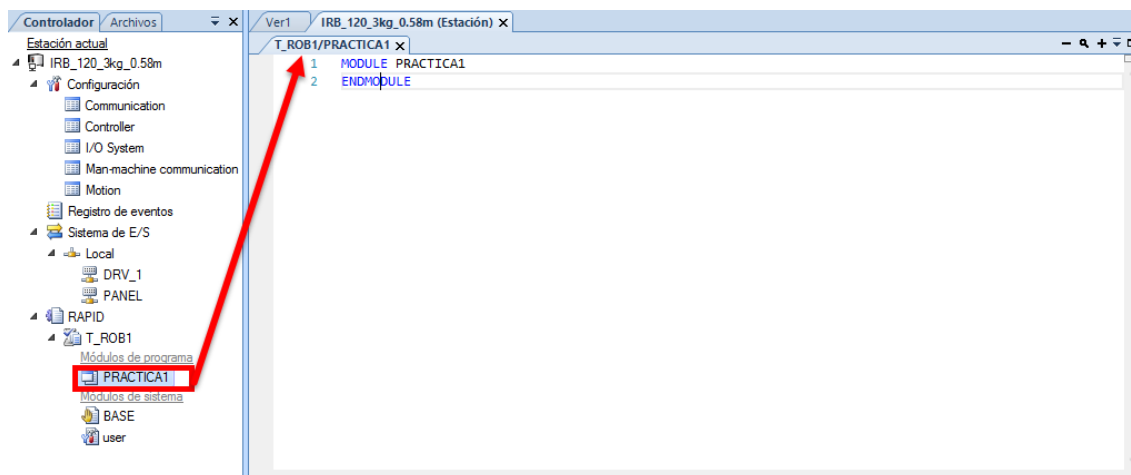 Controlador Archivos
Estación actual
IRB_120_3kg_0.58m
Configuración
Communication
Controller
I/O System
Man-machine communication
Motion
Registro de eventos
Sistema de E/S
Local
DRV_1
PANEL
RAPID
T_ROB1
Módulos de programa
PRACTICA1
Módulos de sistema
BASE
user
Ver1 IRB_120_3kg_0.58m (Estación)
T_ROB1/PRACTICA1
1 MODULE PRACTICA1
2 ENDMODULE